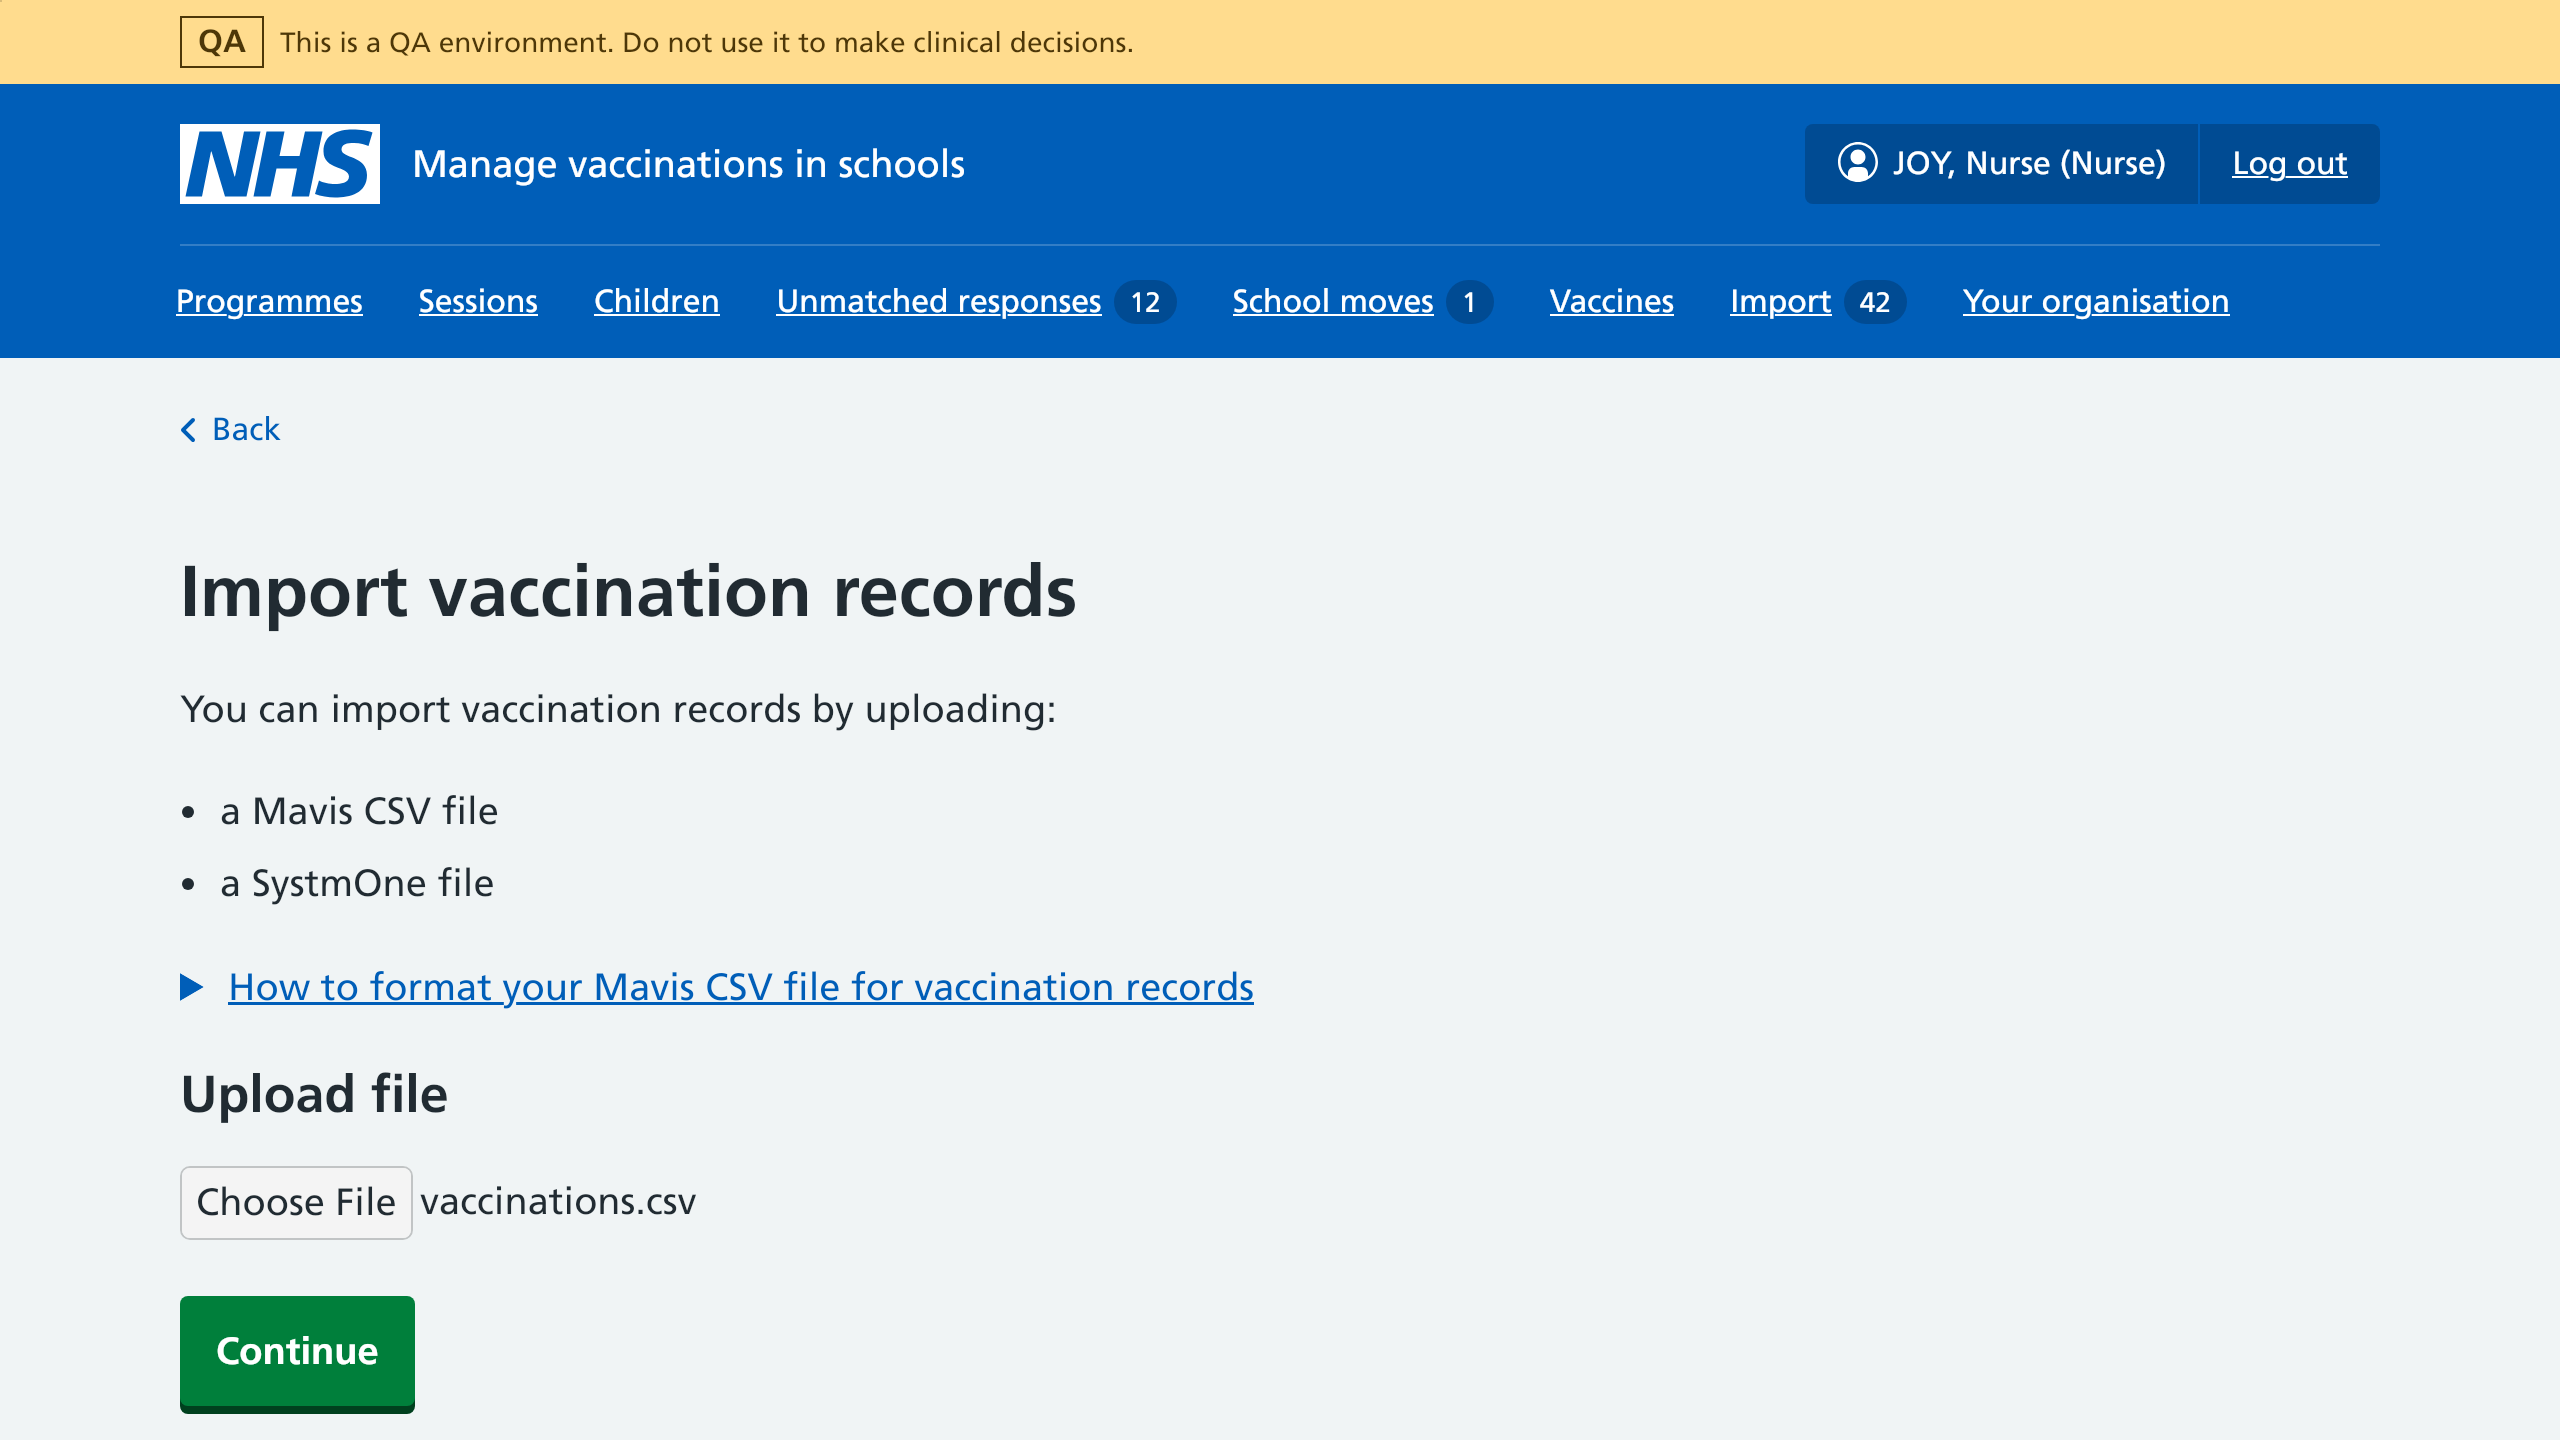 QA This is a QA environment. Do not use it to make clinical decisions.
NHS Manage vaccinations in schools JOY, Nurse (Nurse) Log out
Programmes Sessions Children Unmatched responses 12 School moves 1 Vaccines Import 42 Your organisation
Back
Import vaccination records
You can import vaccination records by uploading:
• a Mavis CSV file
• a SystmOne file
How to format your Mavis CSV file for vaccination records
Upload file
Choose File vaccinations.csv
Continue